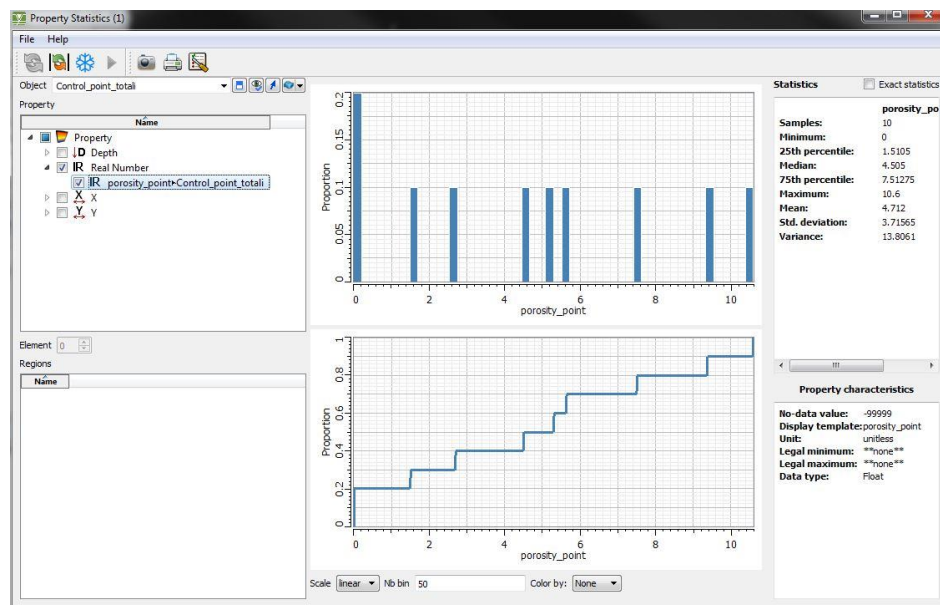 Property Statistics (1)
File Help
Object Control_point_totali
Property
Name
Property
D Depth
IR Real Number
IR porosity_point▸Control_point_totali
X X
Y Y
Element 0
Regions
Name
Proportion
0 0.05 0.1 0.15 0.2
0 2 4 6 8 10
porosity_point
Proportion
0 0.2 0.4 0.6 0.8 1
0 2 4 6 8 10
porosity_point
Scale linear Nb bin 50 Color by: None
Statistics Exact statistics
porosity_po
Samples: 10
Minimum: 0
25th percentile: 1.5105
Median: 4.505
75th percentile: 7.51275
Maximum: 10.6
Mean: 4.712
Std. deviation: 3.71565
Variance: 13.8061
Property characteristics
No-data value: -99999
Display template: porosity_point
Unit: unitless
Legal minimum: **none**
Legal maximum: **none**
Data type: Float